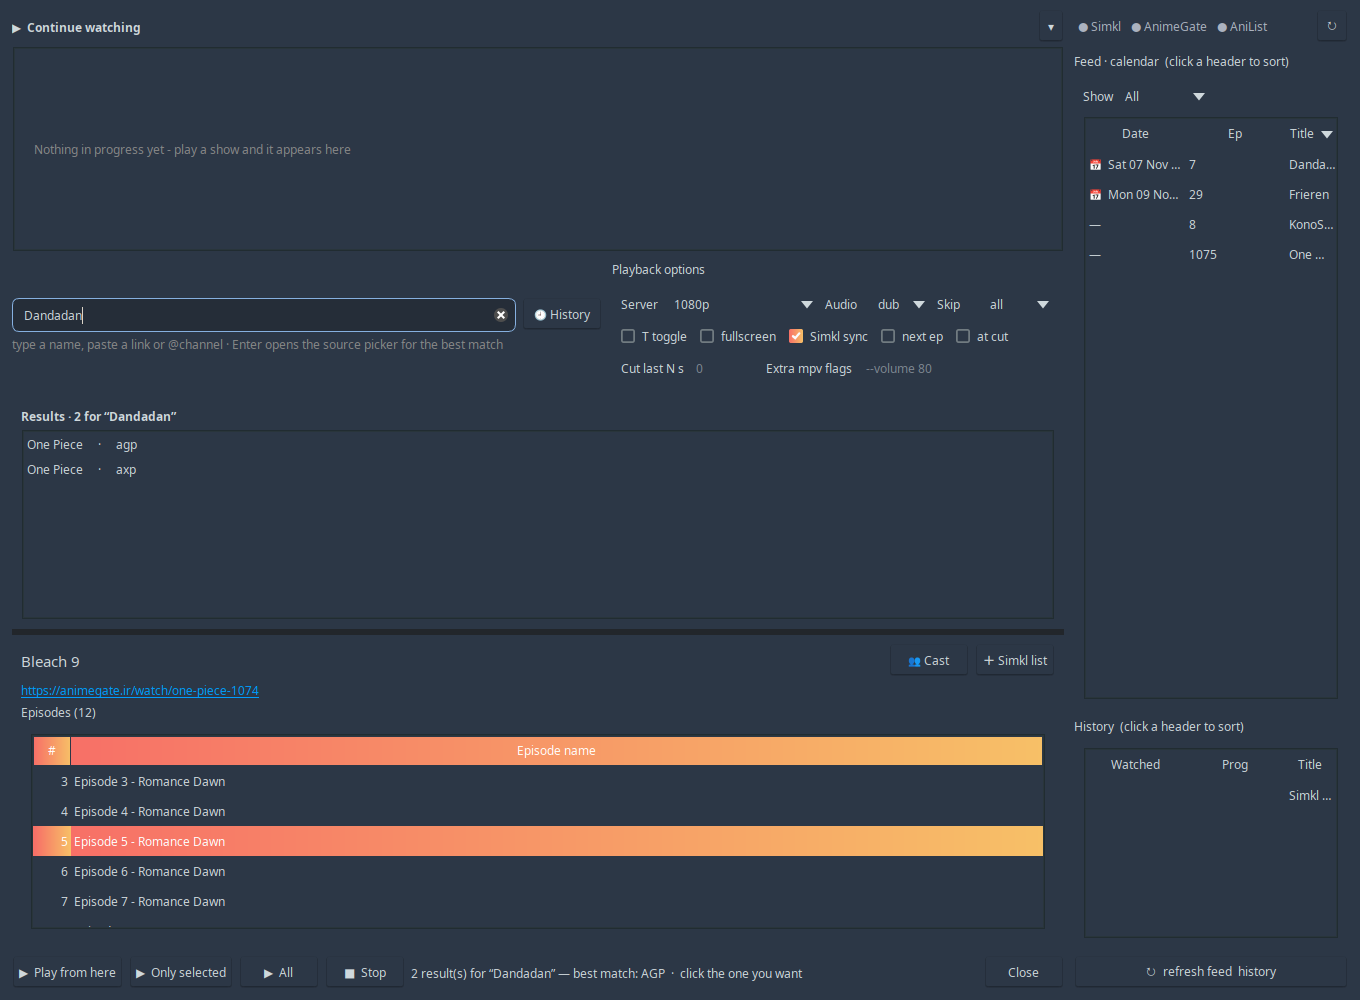 ▶ Continue watching
▾
Nothing in progress yet - play a show and it appears here
Playback options
Dandadan
History
type a name, paste a link or @channel · Enter opens the source picker for the best match
Server 1080p Audio dub Skip all
T toggle fullscreen Simkl sync next ep at cut
Cut last N s 0 Extra mpv flags --volume 80
Results · 2 for “Dandadan”
One Piece · agp
One Piece · axp
Bleach 9
Cast
+ Simkl list
https://animegate.ir/watch/one-piece-1074
Episodes (12)
# Episode name
3 Episode 3 - Romance Dawn
4 Episode 4 - Romance Dawn
5 Episode 5 - Romance Dawn
6 Episode 6 - Romance Dawn
7 Episode 7 - Romance Dawn
▶ Play from here ▶ Only selected ▶ All ■ Stop 2 result(s) for “Dandadan” — best match: AGP · click the one you want Close
● Simkl ● AnimeGate ● AniList ↻
Feed · calendar (click a header to sort)
Show All
Date Ep Title
Sat 07 Nov ... 7 Danda...
Mon 09 No... 29 Frieren
— 8 KonoS...
— 1075 One ...
History (click a header to sort)
Watched Prog Title
Simkl ...
↻ refresh feed history